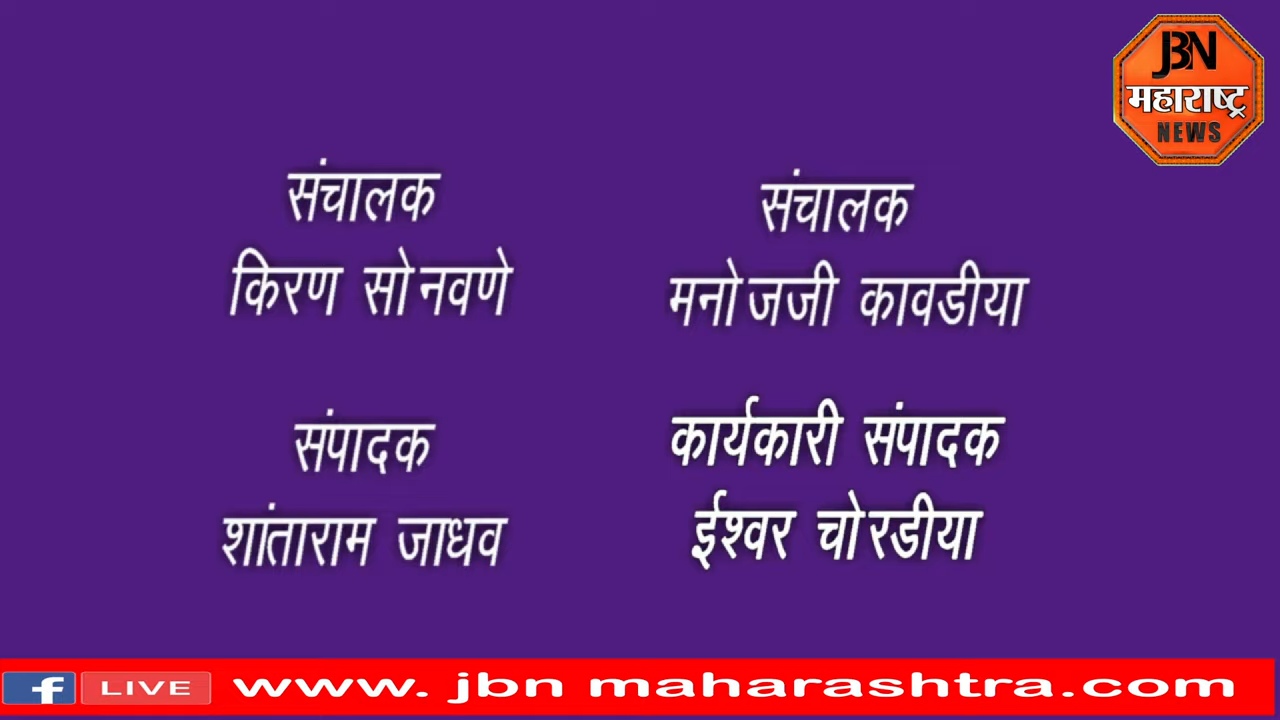 JBN
महाराष्ट्र
NEWS
संचालक
किरण सोनवणे
संचालक
मनोजजी कावडीया
संपादक
शांताराम जाधव
कार्यकारी संपादक
ईश्वर चोरडीया
f LIVE www. jbn maharashtra.com